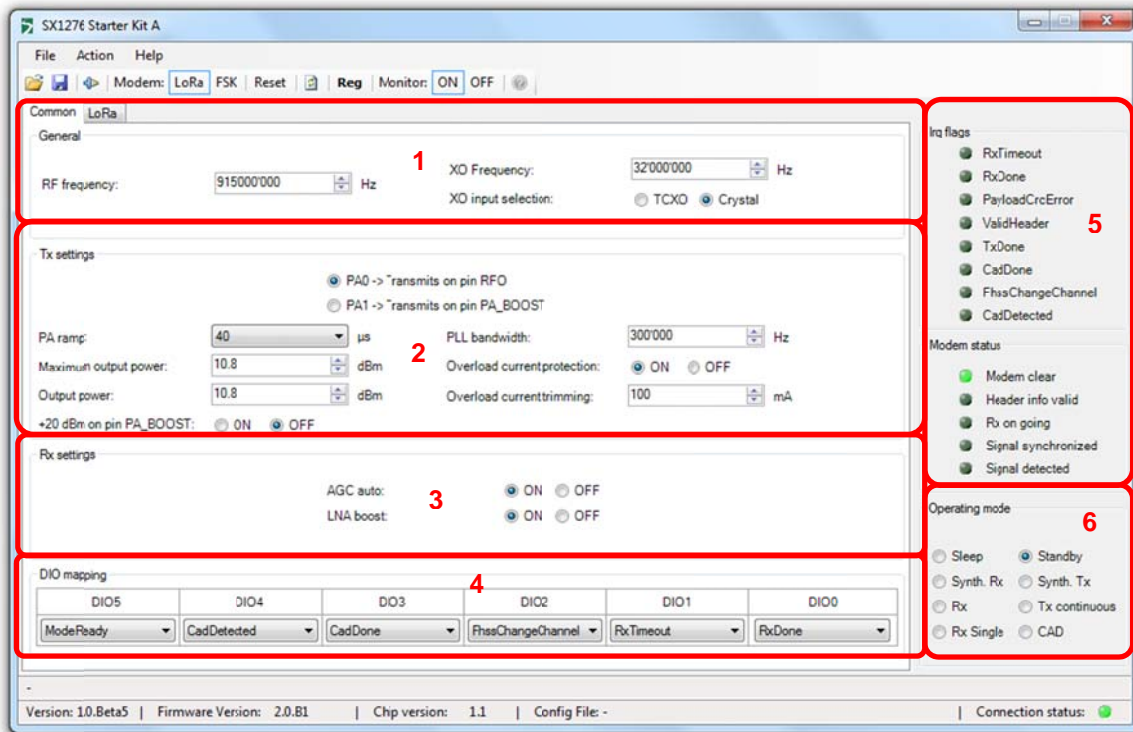 SX1276 Starter Kit A
File Action Help
Modem: LoRa FSK Reset Reg Monitor: ON OFF
Common LoRa
General
1
RF frequency: 915000'000 Hz
XO Frequency: 32'000'000 Hz
XO input selection: TCXO Crystal
Tx settings
PA0 -> Transmits on pin RFO
PA1 -> Transmits on pin PA_BOOST
PA ramp: 40 µs PLL bandwidth: 300'000 Hz
2
Maximun output power: 10.8 dBm Overload current protection: ON OFF
Output power: 10.8 dBm Overload current trimming: 100 mA
+20 dBm on pin PA_BOOST: ON OFF
Rx settings
AGC auto: ON OFF
3
LNA boost: ON OFF
DIO mapping
4
DIO5 DIO4 DIO3 DIO2 DIO1 DIO0
ModeReady CadDetected CadDone FhssChangeChannel RxTimeout RxDone
Irq flags
RxTimeout
RxDone
PayloadCrcError
ValidHeader
5
TxDone
CadDone
FhssChangeChannel
CadDetected
Modem status
Modem clear
Header info valid
Rx on going
Signal synchronized
Signal detected
Operating mode
6
Sleep Standby
Synth. Rx Synth. Tx
Rx Tx continuous
Rx Single CAD
-
Version: 1.0.Beta5 | Firmware Version: 2.0.B1 | Chip version: 1.1 | Config File: - | Connection status: